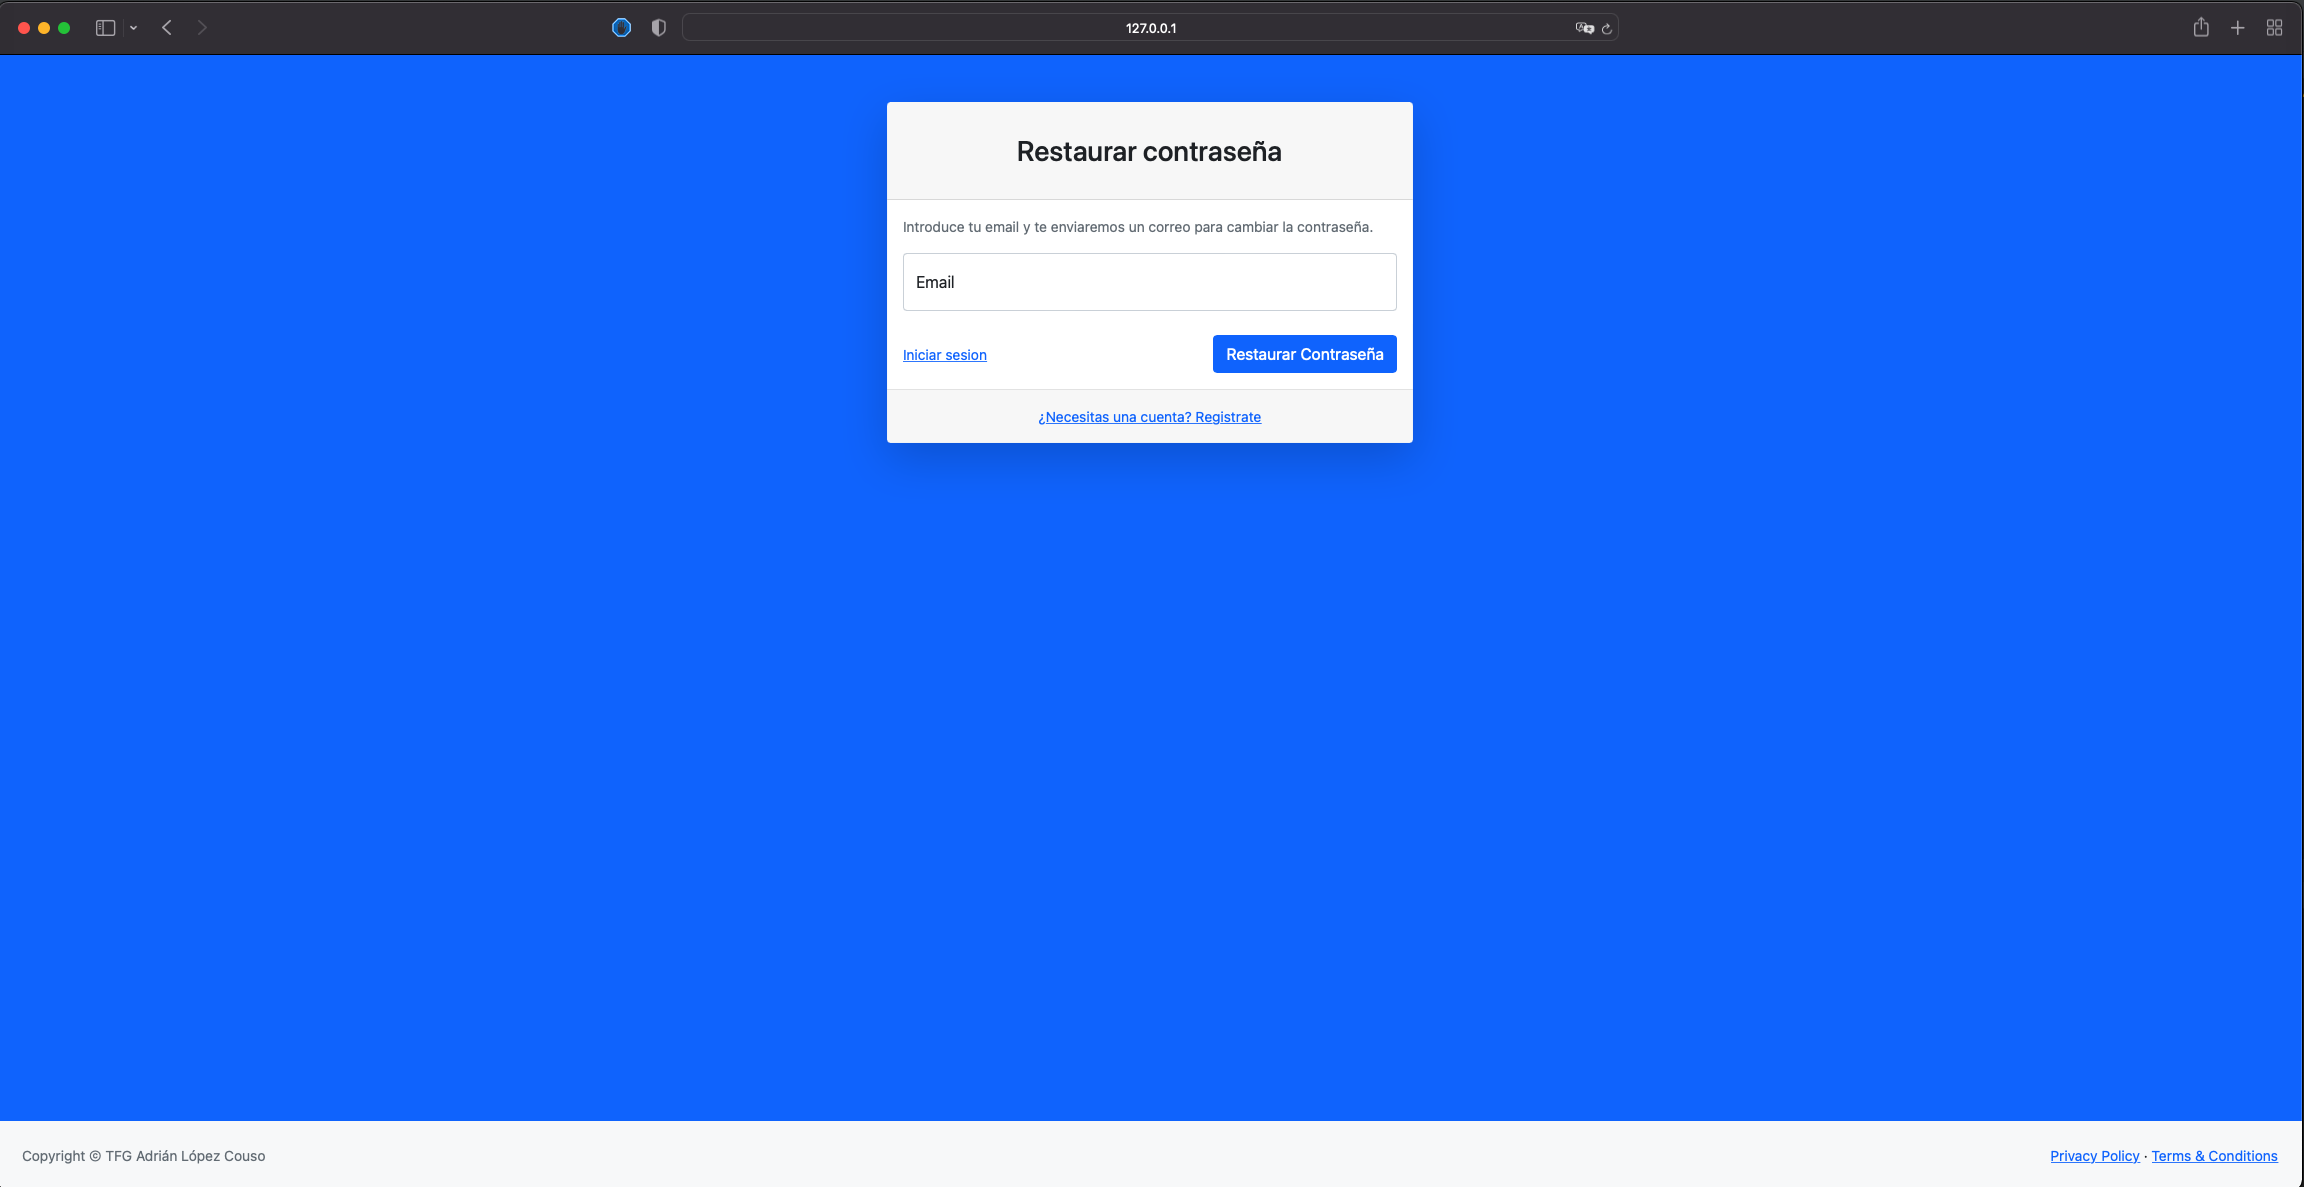 127.0.0.1
Restaurar contraseña
Introduce tu email y te enviaremos un correo para cambiar la contraseña.
Email
Iniciar sesion Restaurar Contraseña
¿Necesitas una cuenta? Registrate
Copyright © TFG Adrián López Couso Privacy Policy · Terms & Conditions